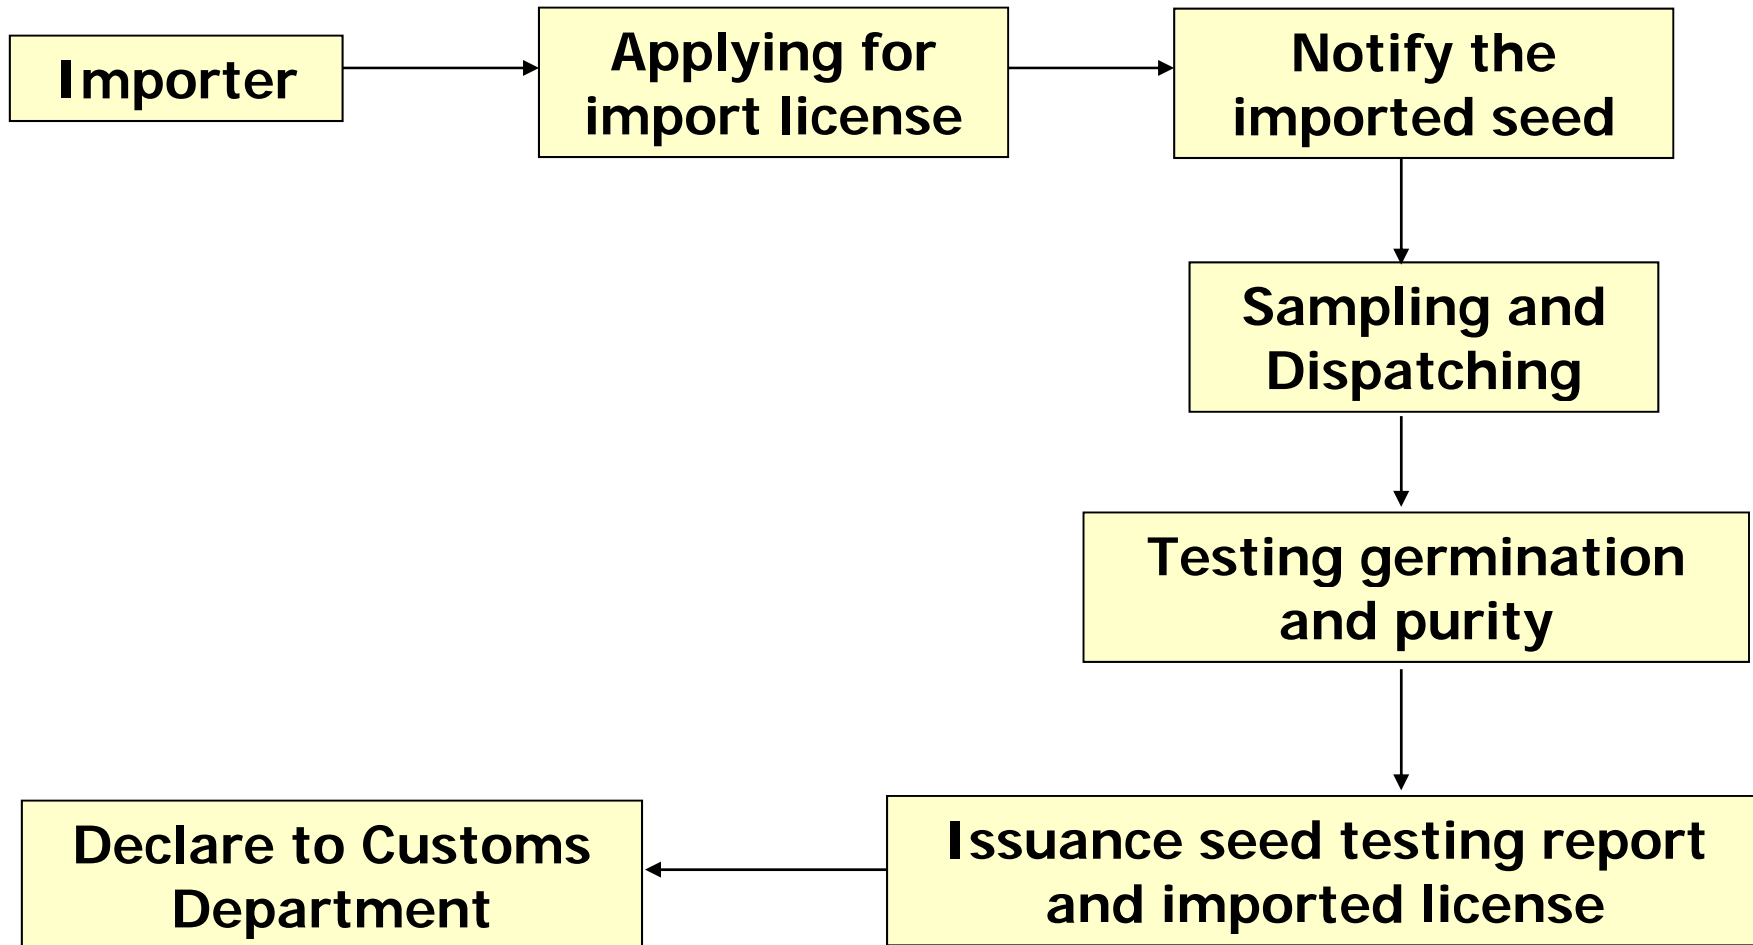 Importer
Applying for
import license
Notify the
imported seed
Sampling and
Dispatching
Testing germination
and purity
Issuance seed testing report
and imported license
Declare to Customs
Department